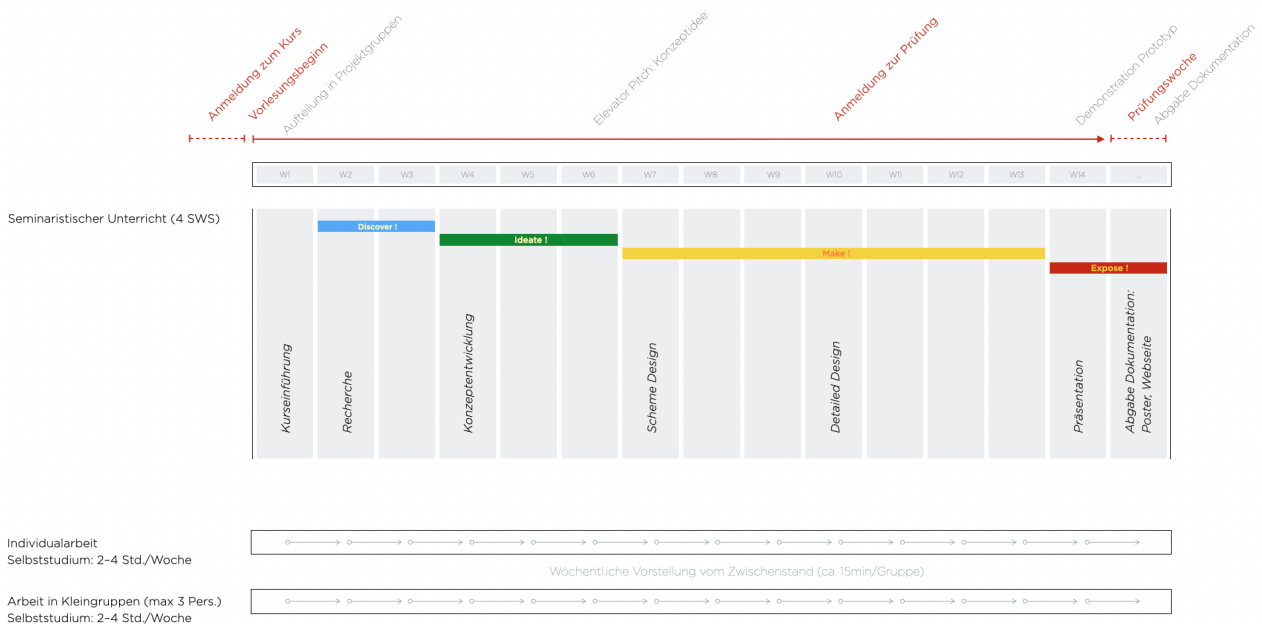 Anmeldung zum Kurs
Vorlesungsbeginn
Aufteilung in Projektgruppen
Elevator Pitch: Konzeptidee
Anmeldung zur Prüfung
Demonstration Prototyp
Prüfungswoche
Abgabe Dokumentation
W1 W2 W3 W4 W5 W6 W7 W8 W9 W10 W11 W12 W13 W14 ..
Seminaristischer Unterricht (4 SWS)
Discover !
Ideate !
Make !
Expose !
Kurseinführung
Recherche
Konzeptentwicklung
Scheme Design
Detailed Design
Präsentation
Abgabe Dokumentation:
Poster, Webseite
Individualarbeit
Selbststudium: 2–4 Std./Woche
Wöchentliche Vorstellung vom Zwischenstand (ca. 15min/Gruppe)
Arbeit in Kleingruppen (max 3 Pers.)
Selbststudium: 2–4 Std./Woche